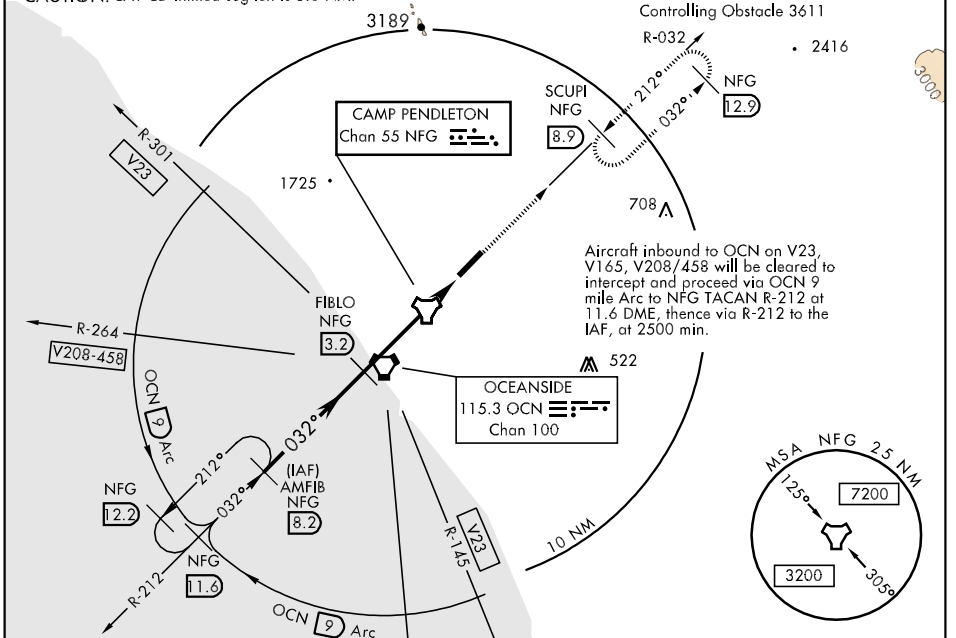 Controlling Obstacle 3611
3189
R-032
2416
212°
SCUPI
NFG
8.9
032°
NFG
12.9
3000
CAMP PENDLETON
Chan 55 NFG
R-301
V23
1725
708
Aircraft inbound to OCN on V23,
V165, V208/458 will be cleared to
intercept and proceed via OCN 9
mile Arc to NFG TACAN R-212 at
11.6 DME, thence via R-212 to the
IAF, at 2500 min.
FIBLO
NFG
3.2
R-264
V208-458
522
OCEANSIDE
115.3 OCN
Chan 100
OCN 9 Arc
032°
212°
032°
(IAF)
AMFIB
NFG
8.2
NFG
12.2
NFG
11.6
R-212
OCN 9 Arc
V23
R-145
10 NM
MSA NFG 25 NM
125°
7200
3200
305°